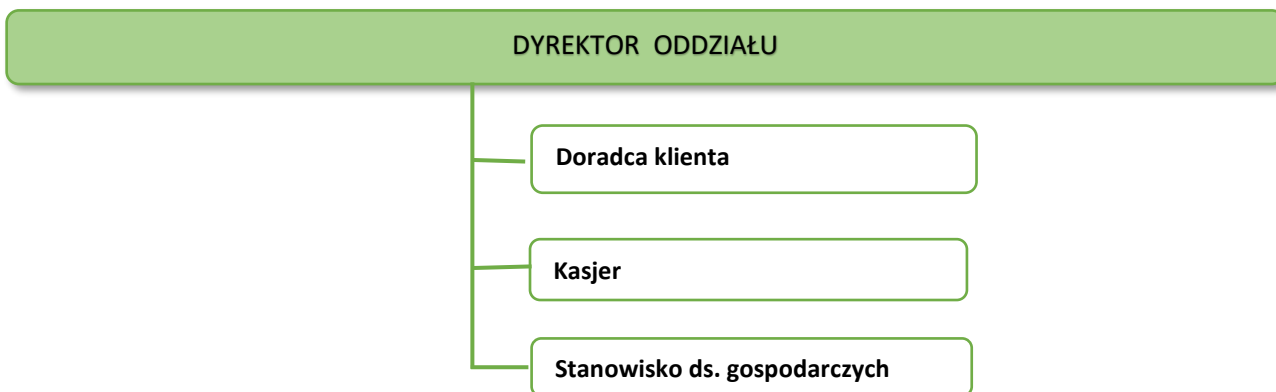 DYREKTOR ODDZIAŁU
Doradca klienta
Kasjer
Stanowisko ds. gospodarczych